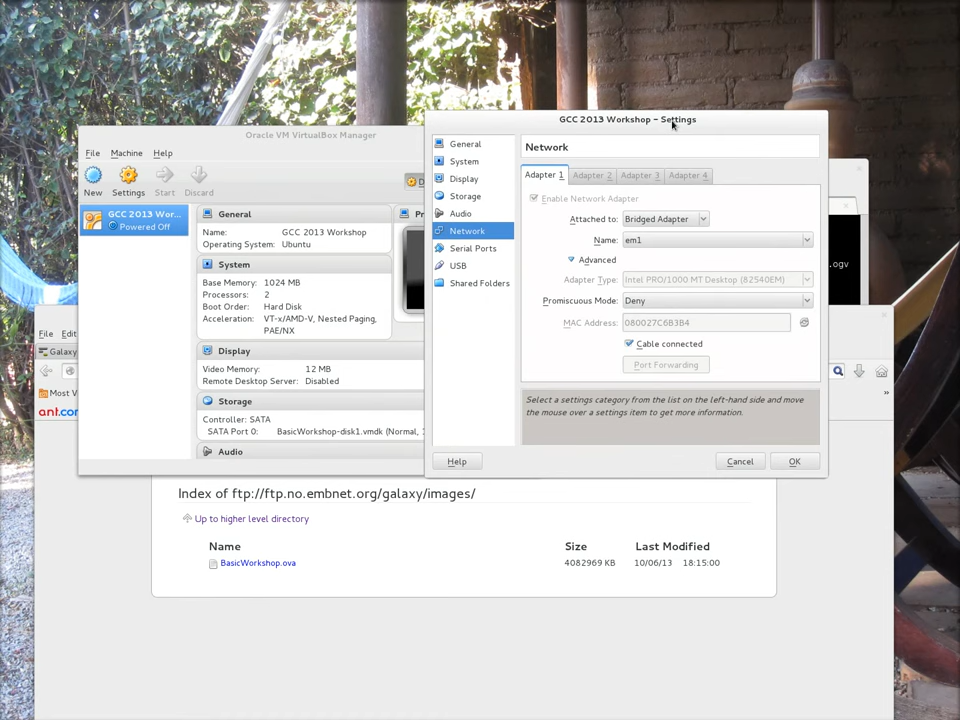 Oracle VM VirtualBox Manager
File Machine Help
New Settings Start Discard
GCC 2013 Wor...
Powered Off
General
Name: GCC 2013 Workshop
Operating System: Ubuntu
System
Base Memory: 1024 MB
Processors: 2
Boot Order: Hard Disk
Acceleration: VT-x/AMD-V, Nested Paging,
PAE/NX
Display
Video Memory: 12 MB
Remote Desktop Server: Disabled
Storage
Controller: SATA
SATA Port 0: BasicWorkshop-disk1.vmdk (Normal,
Audio
GCC 2013 Workshop – Settings
General
System
Display
Storage
Audio
Network
Serial Ports
USB
Shared Folders
Network
Adapter 1 Adapter 2 Adapter 3 Adapter 4
Enable Network Adapter
Attached to: Bridged Adapter
Name: em1
Advanced
Adapter Type: Intel PRO/1000 MT Desktop (82540EM)
Promiscuous Mode: Deny
MAC Address: 080027C6B3B4
Cable connected
Port Forwarding
Select a settings category from the list on the left-hand side and move
the mouse over a settings item to get more information.
Help Cancel OK
.ogv
File Edit
Galaxy
Most V
»
ant.com
Index of ftp://ftp.no.embnet.org/galaxy/images/
Up to higher level directory
Name Size Last Modified
BasicWorkshop.ova 4082969 KB 10/06/13 18:15:00